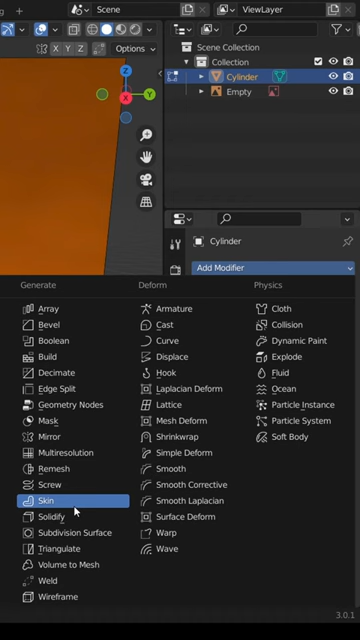 Scene
ViewLayer
X Y Z
Options
Z
Y
X
Scene Collection
Collection
Cylinder
Empty
Cylinder
Add Modifier
Generate
Deform
Physics
Array
Armature
Cloth
Bevel
Cast
Collision
Boolean
Curve
Dynamic Paint
Build
Displace
Explode
Decimate
Hook
Fluid
Edge Split
Laplacian Deform
Ocean
Geometry Nodes
Lattice
Particle Instance
Mask
Mesh Deform
Particle System
Mirror
Shrinkwrap
Soft Body
Multiresolution
Simple Deform
Remesh
Smooth
Screw
Smooth Corrective
Skin
Smooth Laplacian
Solidify
Surface Deform
Subdivision Surface
Warp
Triangulate
Wave
Volume to Mesh
Weld
Wireframe
3.0.1